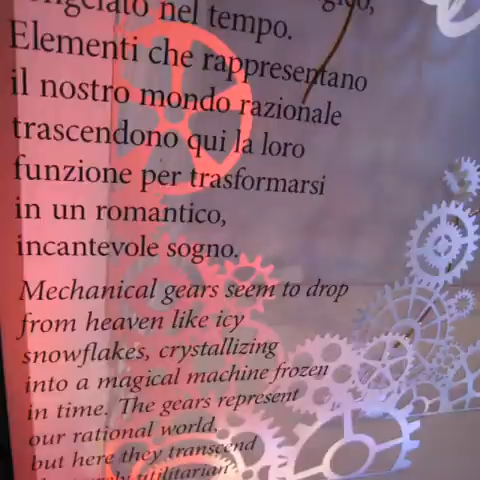 nel tempo.
Elementi che rappresentano
il nostro mondo razionale
trascendono qui la loro
funzione per trasformarsi
in un romantico,
incantevole sogno.
Mechanical gears seem to drop
from heaven like icy
snowflakes, crystallizing
into a magical machine frozen
in time. The gears represent
our rational world,
but here they transcend
utilitarian